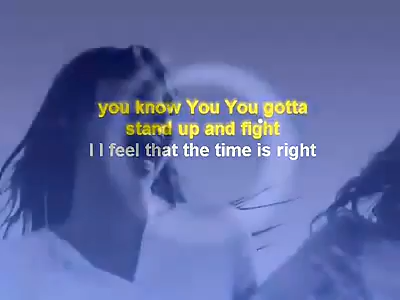 you know You You gotta
stand up and fight
I I feel that the time is right